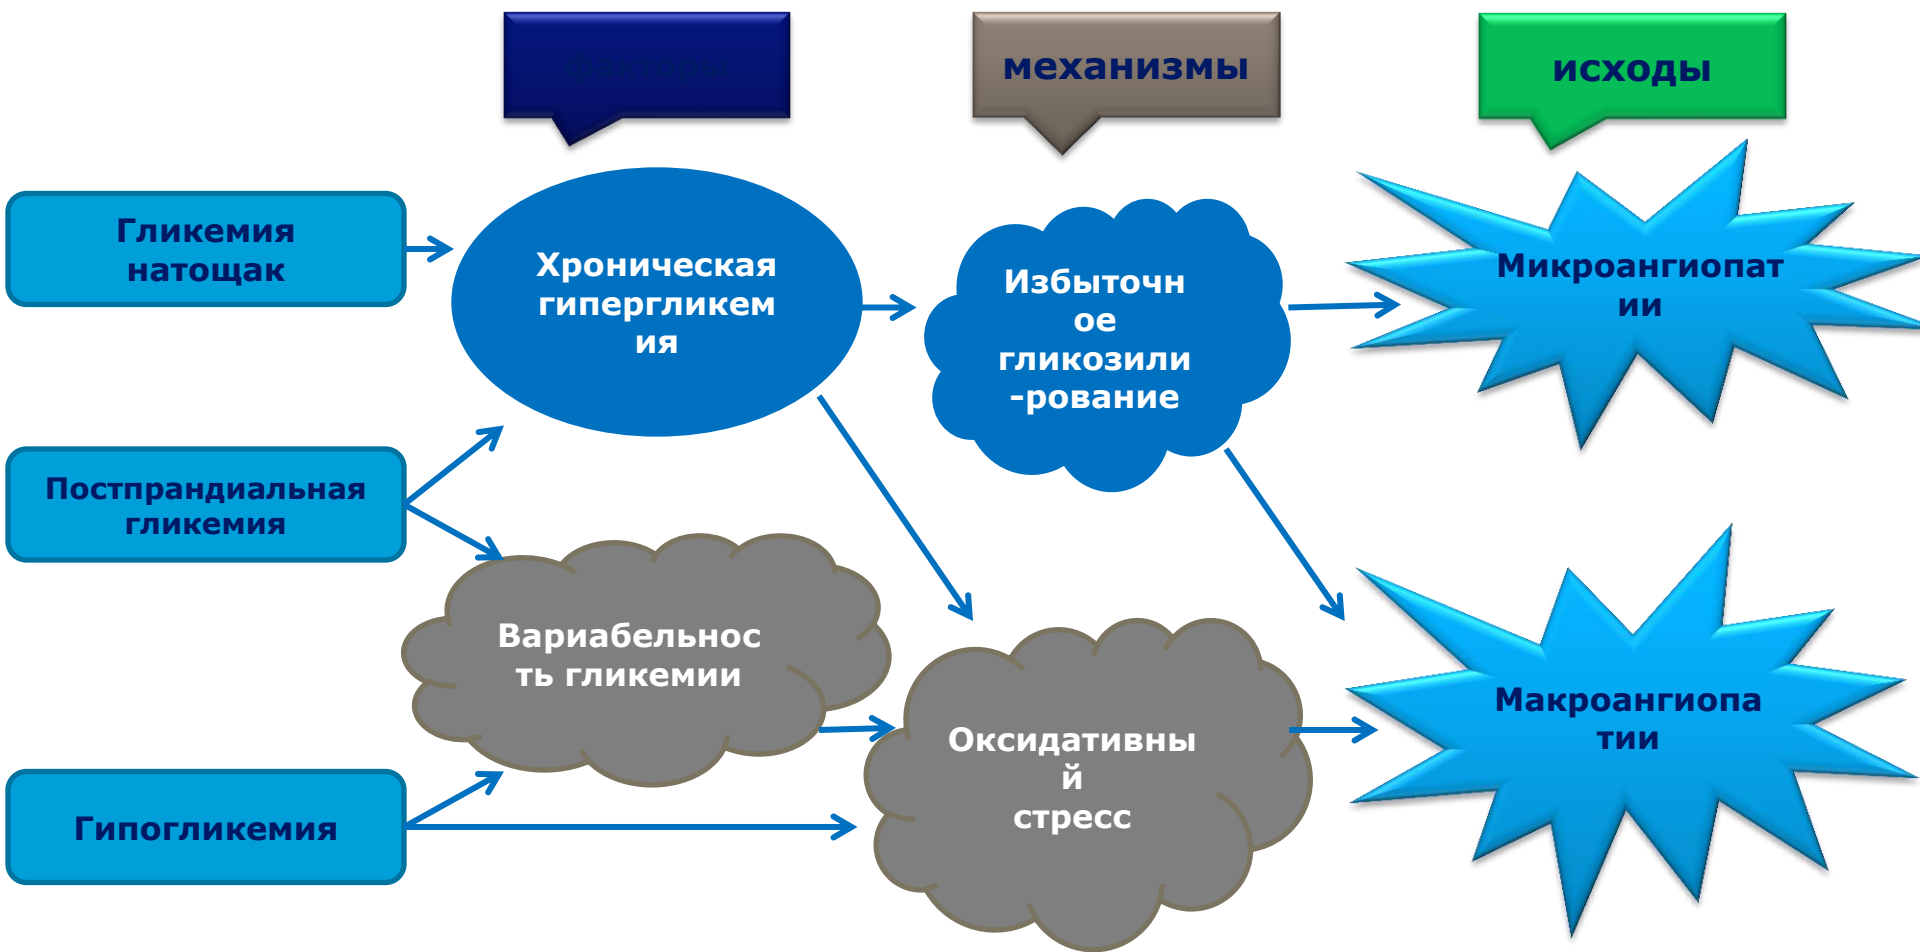 факторы
механизмы
исходы
Гликемия
натощак
Хроническая
гипергликем
ия
Избыточн
ое
гликозили
-рование
Микроангиопат
ии
Постпрандиальная
гликемия
Вариабельнос
ть гликемии
Оксидативны
й
стресс
Макроангиопа
тии
Гипогликемия